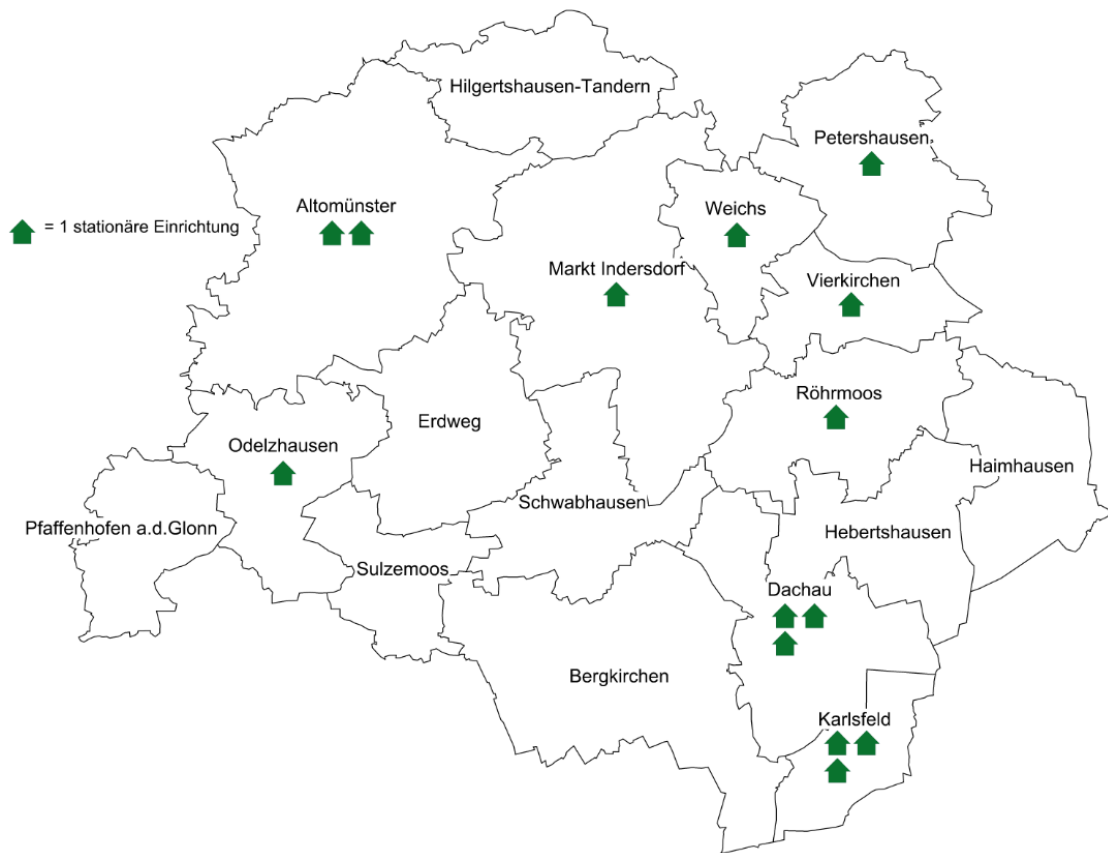 Hilgertshausen-Tandern
Petershausen
Altomünster
Weichs
= 1 stationäre Einrichtung
Markt Indersdorf
Vierkirchen
Röhrmoos
Erdweg
Odelzhausen
Haimhausen
Schwabhausen
Pfaffenhofen a.d.Glonn
Hebertshausen
Sulzemoos
Dachau
Bergkirchen
Karlsfeld